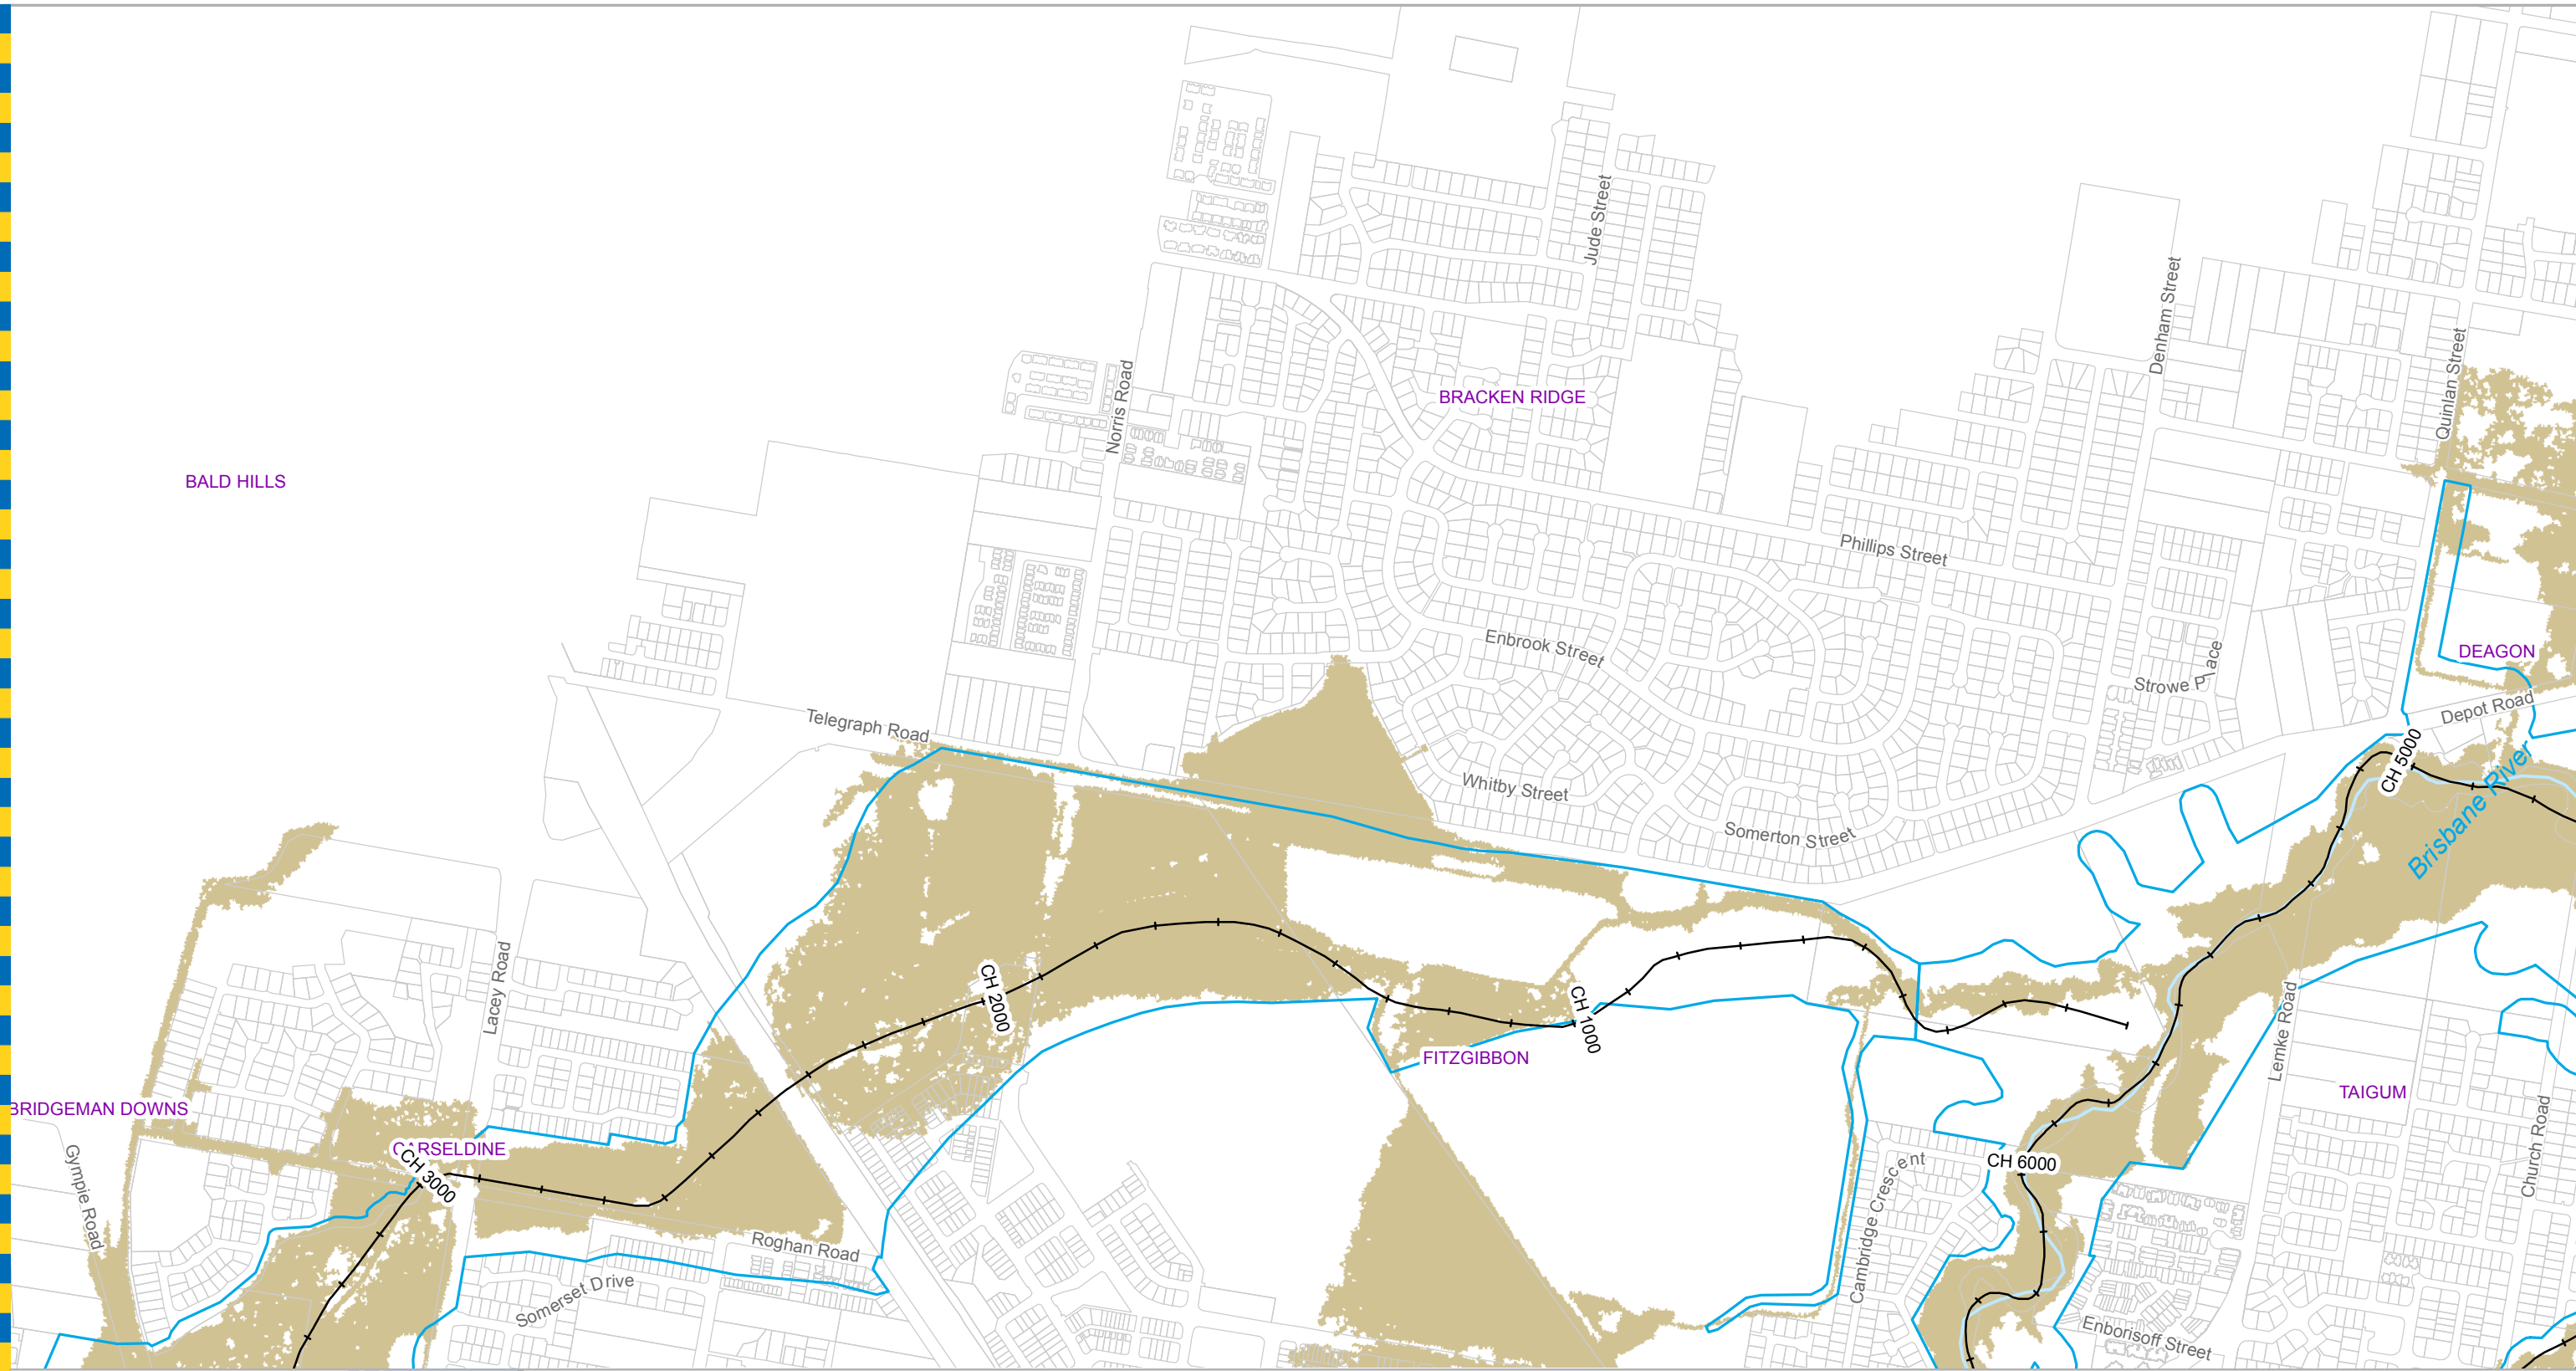 Jude Street
Denham Street
Quinlan Street
Norris Road
BRACKEN RIDGE
BALD HILLS
Phillips Street
Enbrook Street
DEAGON
Strowe Place
Depot Road
Telegraph Road
CH 5000
Whitby Street
Brisbane River
Somerton Street
Lacey Road
CH 2000
CH 1000
Lemke Road
FITZGIBBON
TAIGUM
BRIDGEMAN DOWNS
CARSELDINE
CH 3000
CH 6000
Church Road
Gympie Road
Cambridge Crescent
Roghan Road
Somerset Drive
Enborisoff Street